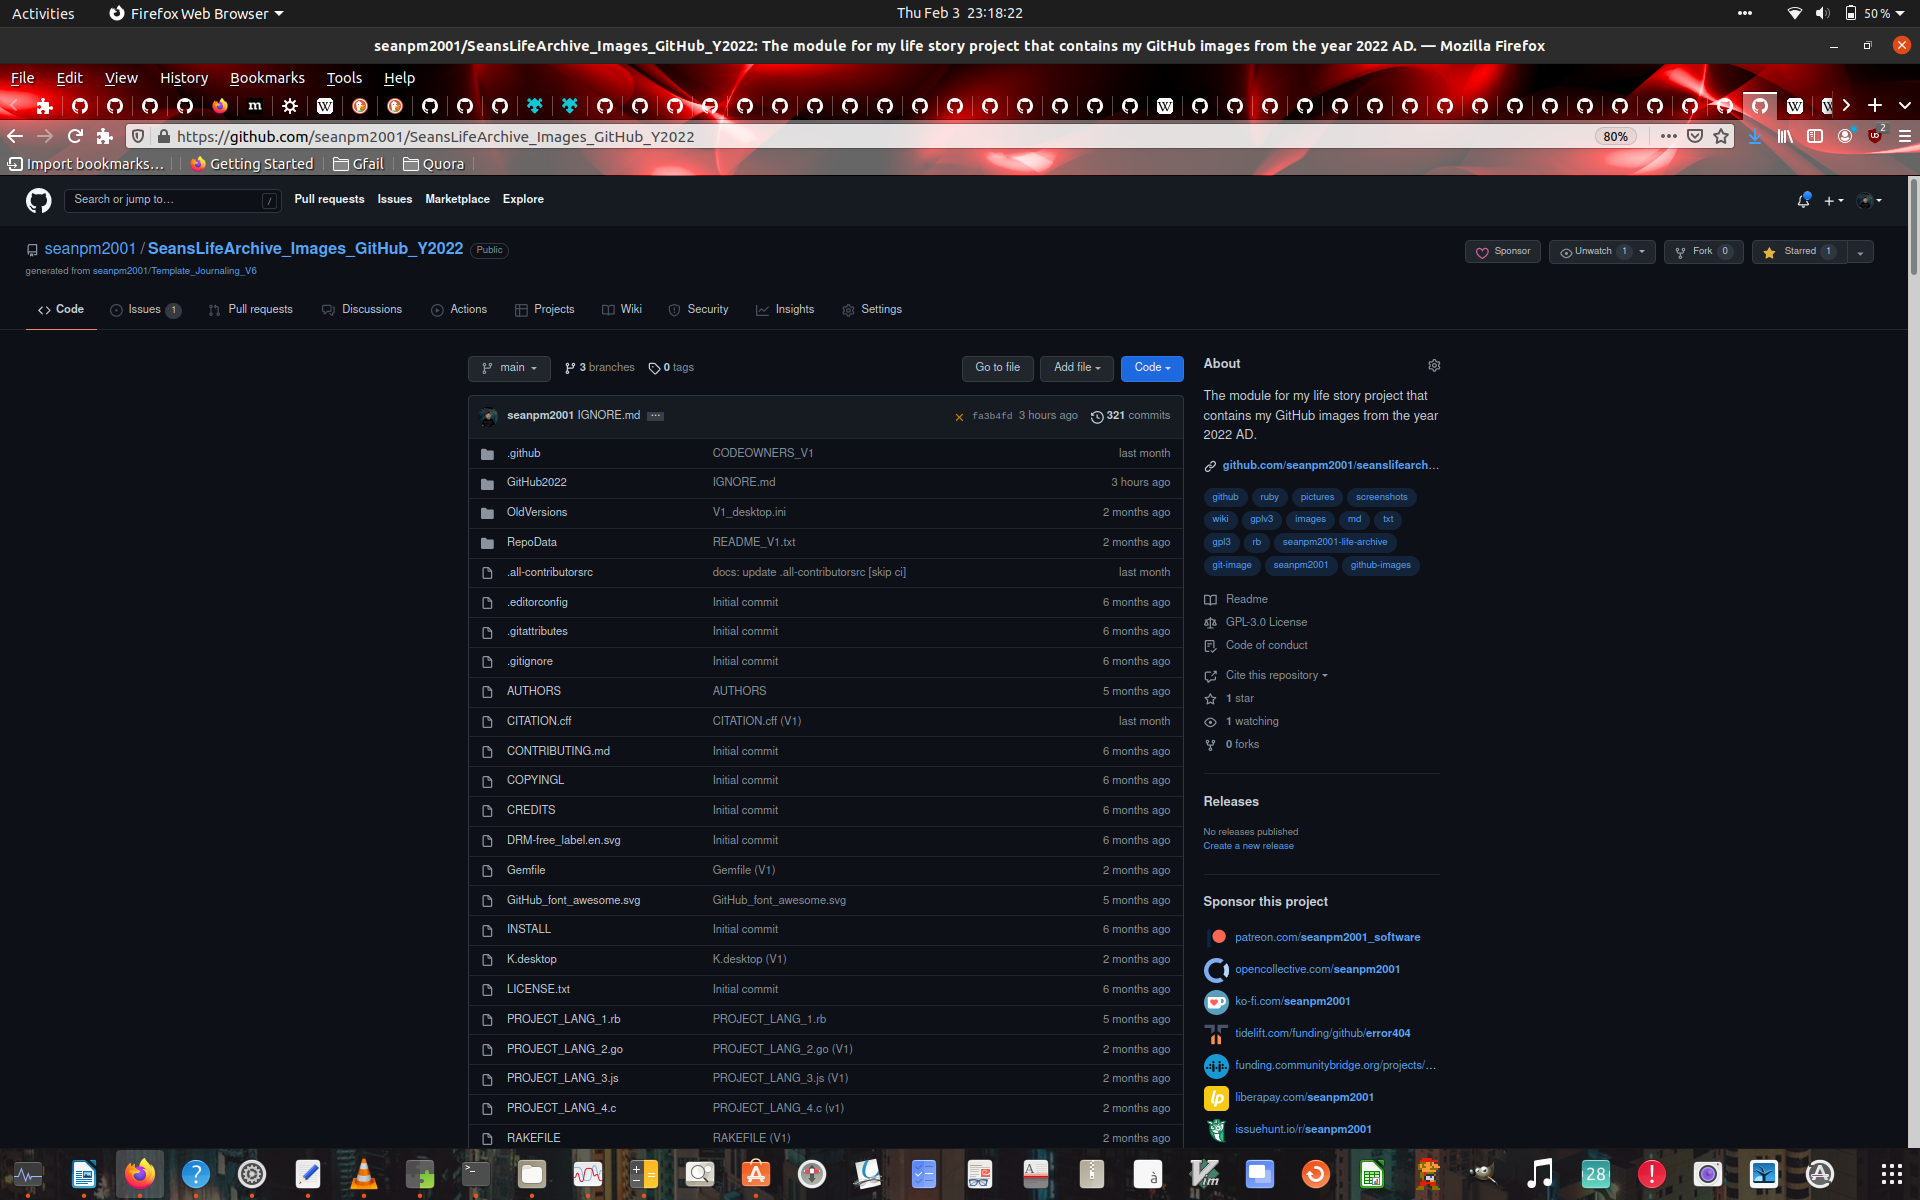 Activities Firefox Web Browser Thu Feb 3 23:18:22 50 %
seanpm2001/SeansLifeArchive_Images_GitHub_Y2022: The module for my life story project that contains my GitHub images from the year 2022 AD. — Mozilla Firefox
File Edit View History Bookmarks Tools Help
https://github.com/seanpm2001/SeansLifeArchive_Images_GitHub_Y2022 80% 2
Import bookmarks… Getting Started Gfail Quora
Search or jump to… / Pull requests Issues Marketplace Explore
seanpm2001 / SeansLifeArchive_Images_GitHub_Y2022 Public
Sponsor Unwatch 1 Fork 0 Starred 1
generated from seanpm2001/Template_Journaling_V6
Code Issues 1 Pull requests Discussions Actions Projects Wiki Security Insights Settings
main 3 branches 0 tags Go to file Add file Code
seanpm2001 IGNORE.md fa3b4fd 3 hours ago 321 commits
.github CODEOWNERS_V1 last month
GitHub2022 IGNORE.md 3 hours ago
OldVersions V1_desktop.ini 2 months ago
RepoData README_V1.txt 2 months ago
.all-contributorsrc docs: update .all-contributorsrc [skip ci] last month
.editorconfig Initial commit 6 months ago
.gitattributes Initial commit 6 months ago
.gitignore Initial commit 6 months ago
AUTHORS AUTHORS 5 months ago
CITATION.cff CITATION.cff (V1) last month
CONTRIBUTING.md Initial commit 6 months ago
COPYINGL Initial commit 6 months ago
CREDITS Initial commit 6 months ago
DRM-free_label.en.svg Initial commit 6 months ago
Gemfile Gemfile (V1) 2 months ago
GitHub_font_awesome.svg GitHub_font_awesome.svg 5 months ago
INSTALL Initial commit 6 months ago
K.desktop K.desktop (V1) 2 months ago
LICENSE.txt Initial commit 6 months ago
PROJECT_LANG_1.rb PROJECT_LANG_1.rb 5 months ago
PROJECT_LANG_2.go PROJECT_LANG_2.go (V1) 2 months ago
PROJECT_LANG_3.js PROJECT_LANG_3.js (V1) 2 months ago
PROJECT_LANG_4.c PROJECT_LANG_4.c (v1) 2 months ago
RAKEFILE RAKEFILE (V1) 2 months ago
About
The module for my life story project that
contains my GitHub images from the year
2022 AD.
github.com/seanpm2001/seanslifearch…
github ruby pictures screenshots
wiki gplv3 images md txt
gpl3 rb seanpm2001-life-archive
git-image seanpm2001 github-images
Readme
GPL-3.0 License
Code of conduct
Cite this repository
1 star
1 watching
0 forks
Releases
No releases published
Create a new release
Sponsor this project
patreon.com/seanpm2001_software
opencollective.com/seanpm2001
ko-fi.com/seanpm2001
tidelift.com/funding/github/error404
funding.communitybridge.org/projects/…
liberapay.com/seanpm2001
issuehunt.io/r/seanpm2001
28